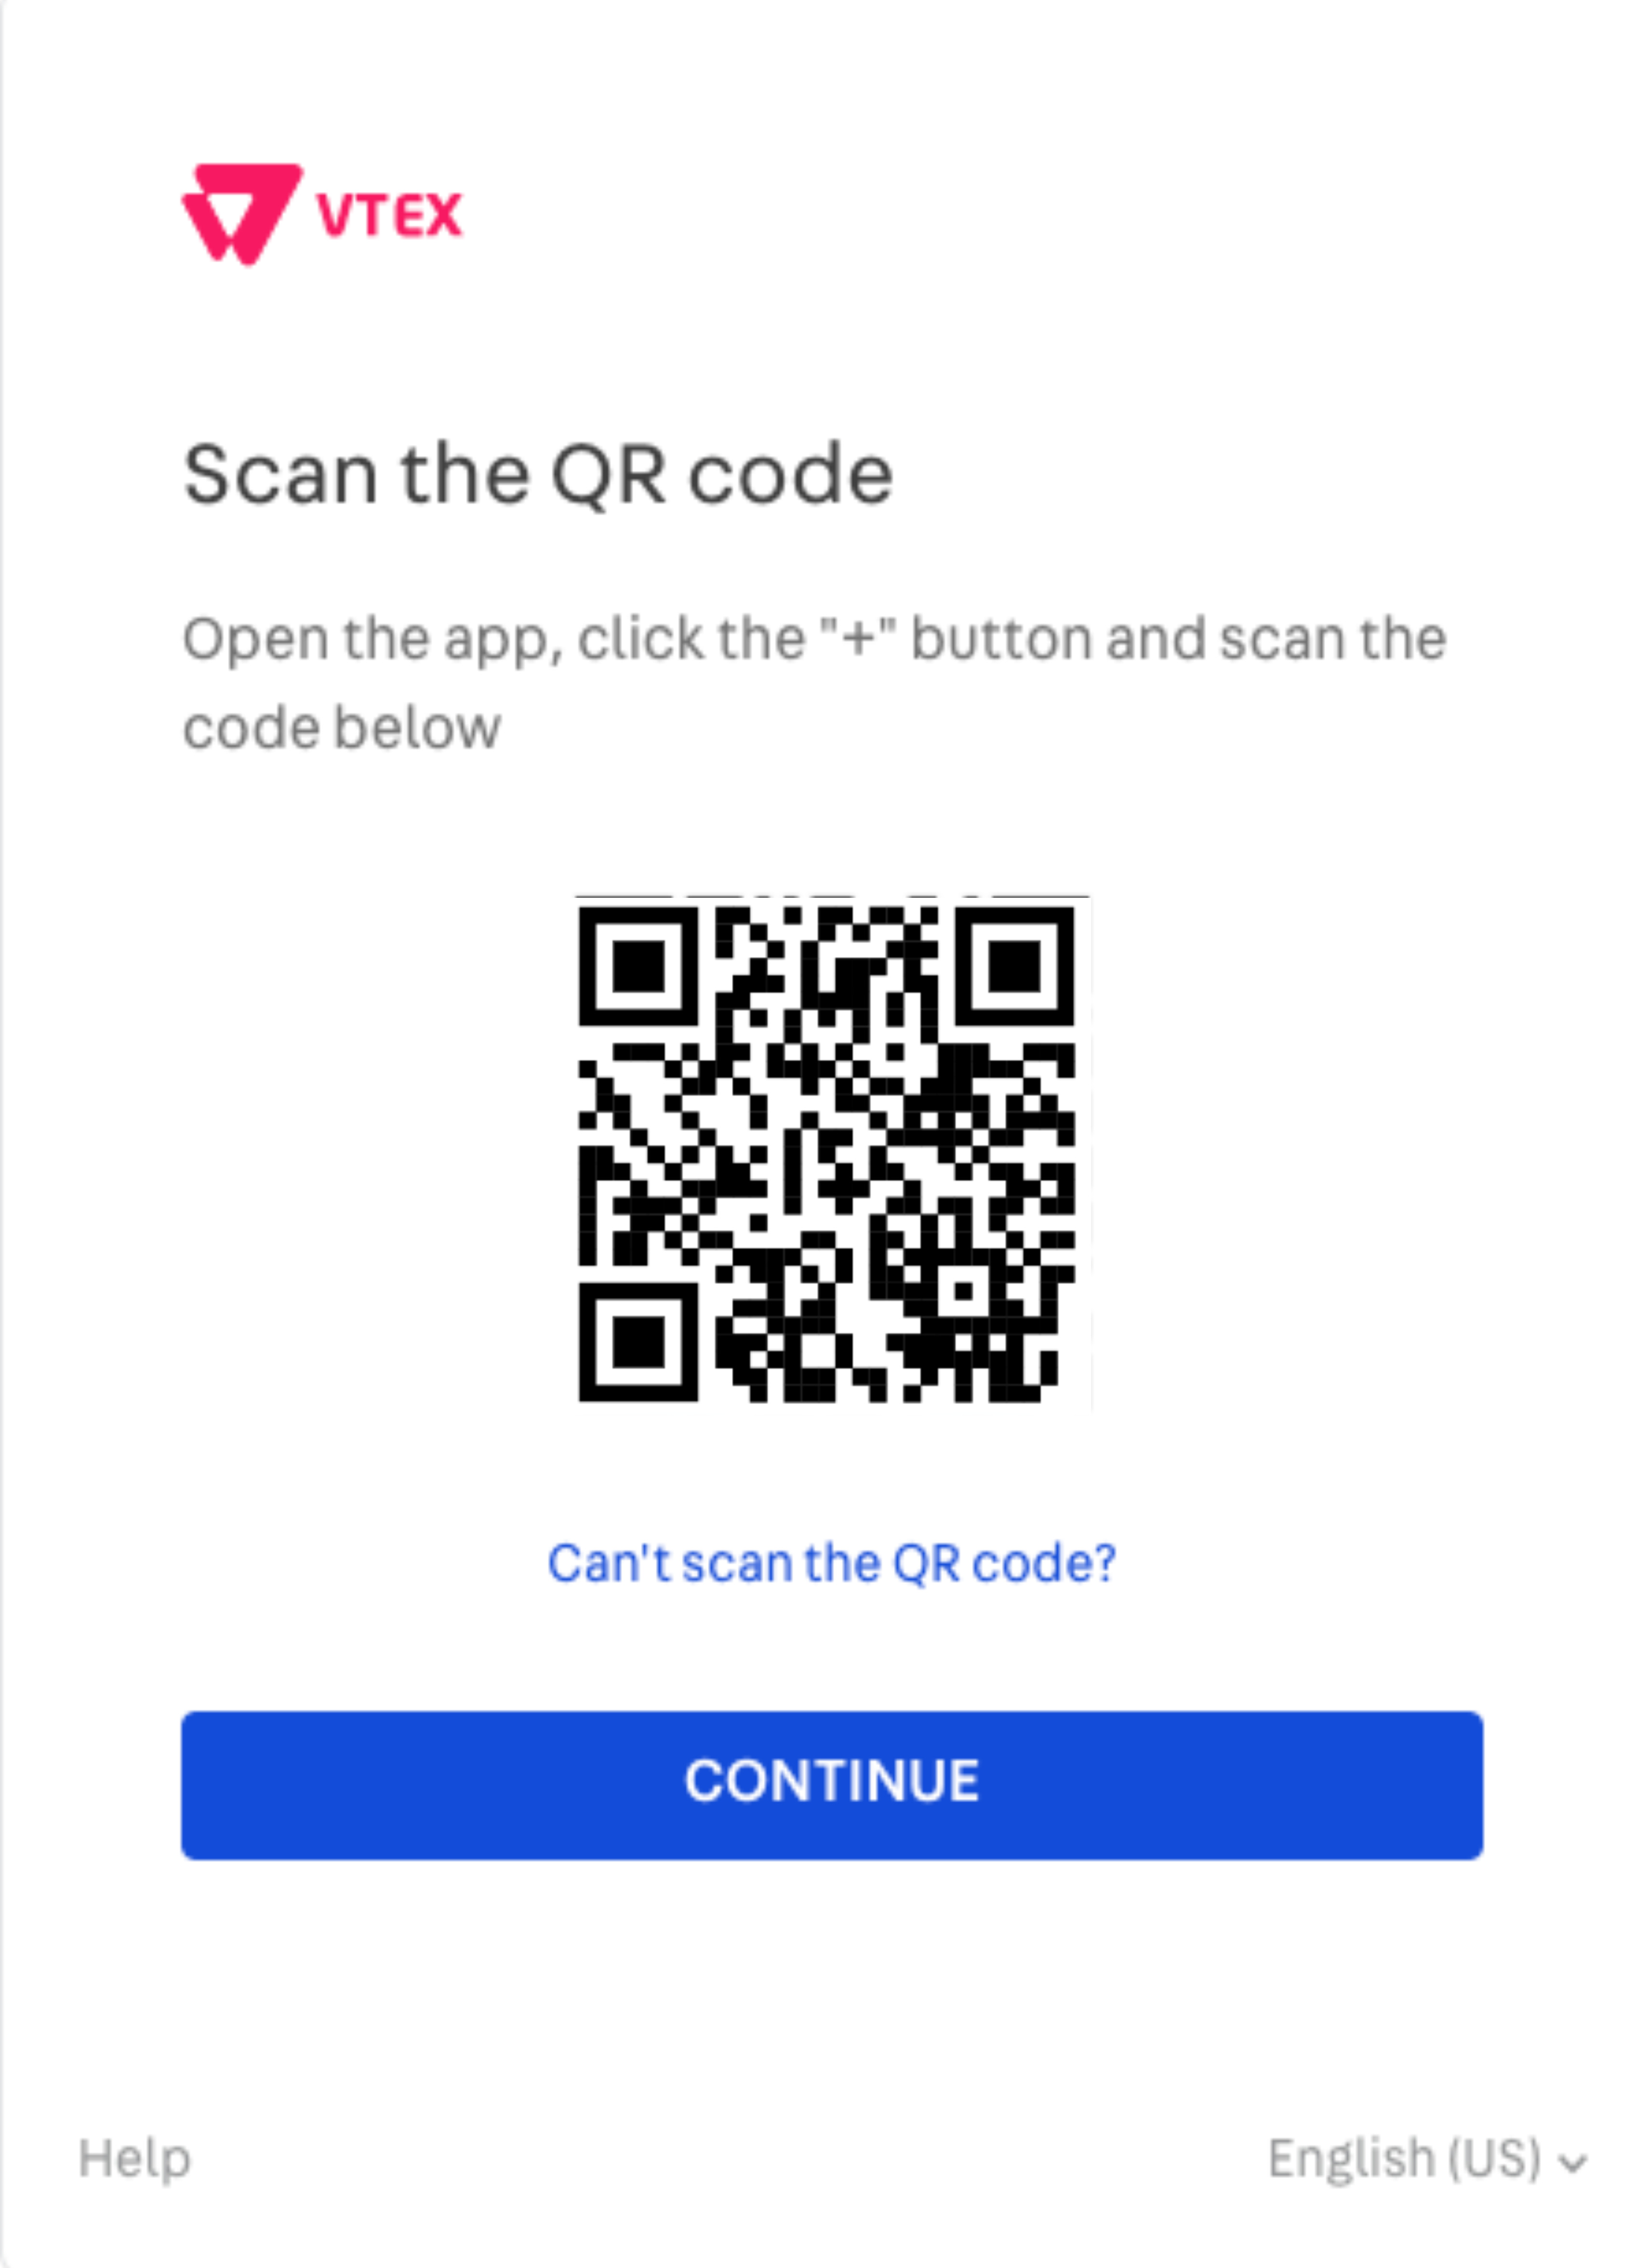 VTEX
Scan the QR code
Open the app, click the "+" button and scan the
code below
Can't scan the QR code?
CONTINUE
Help
English (US)